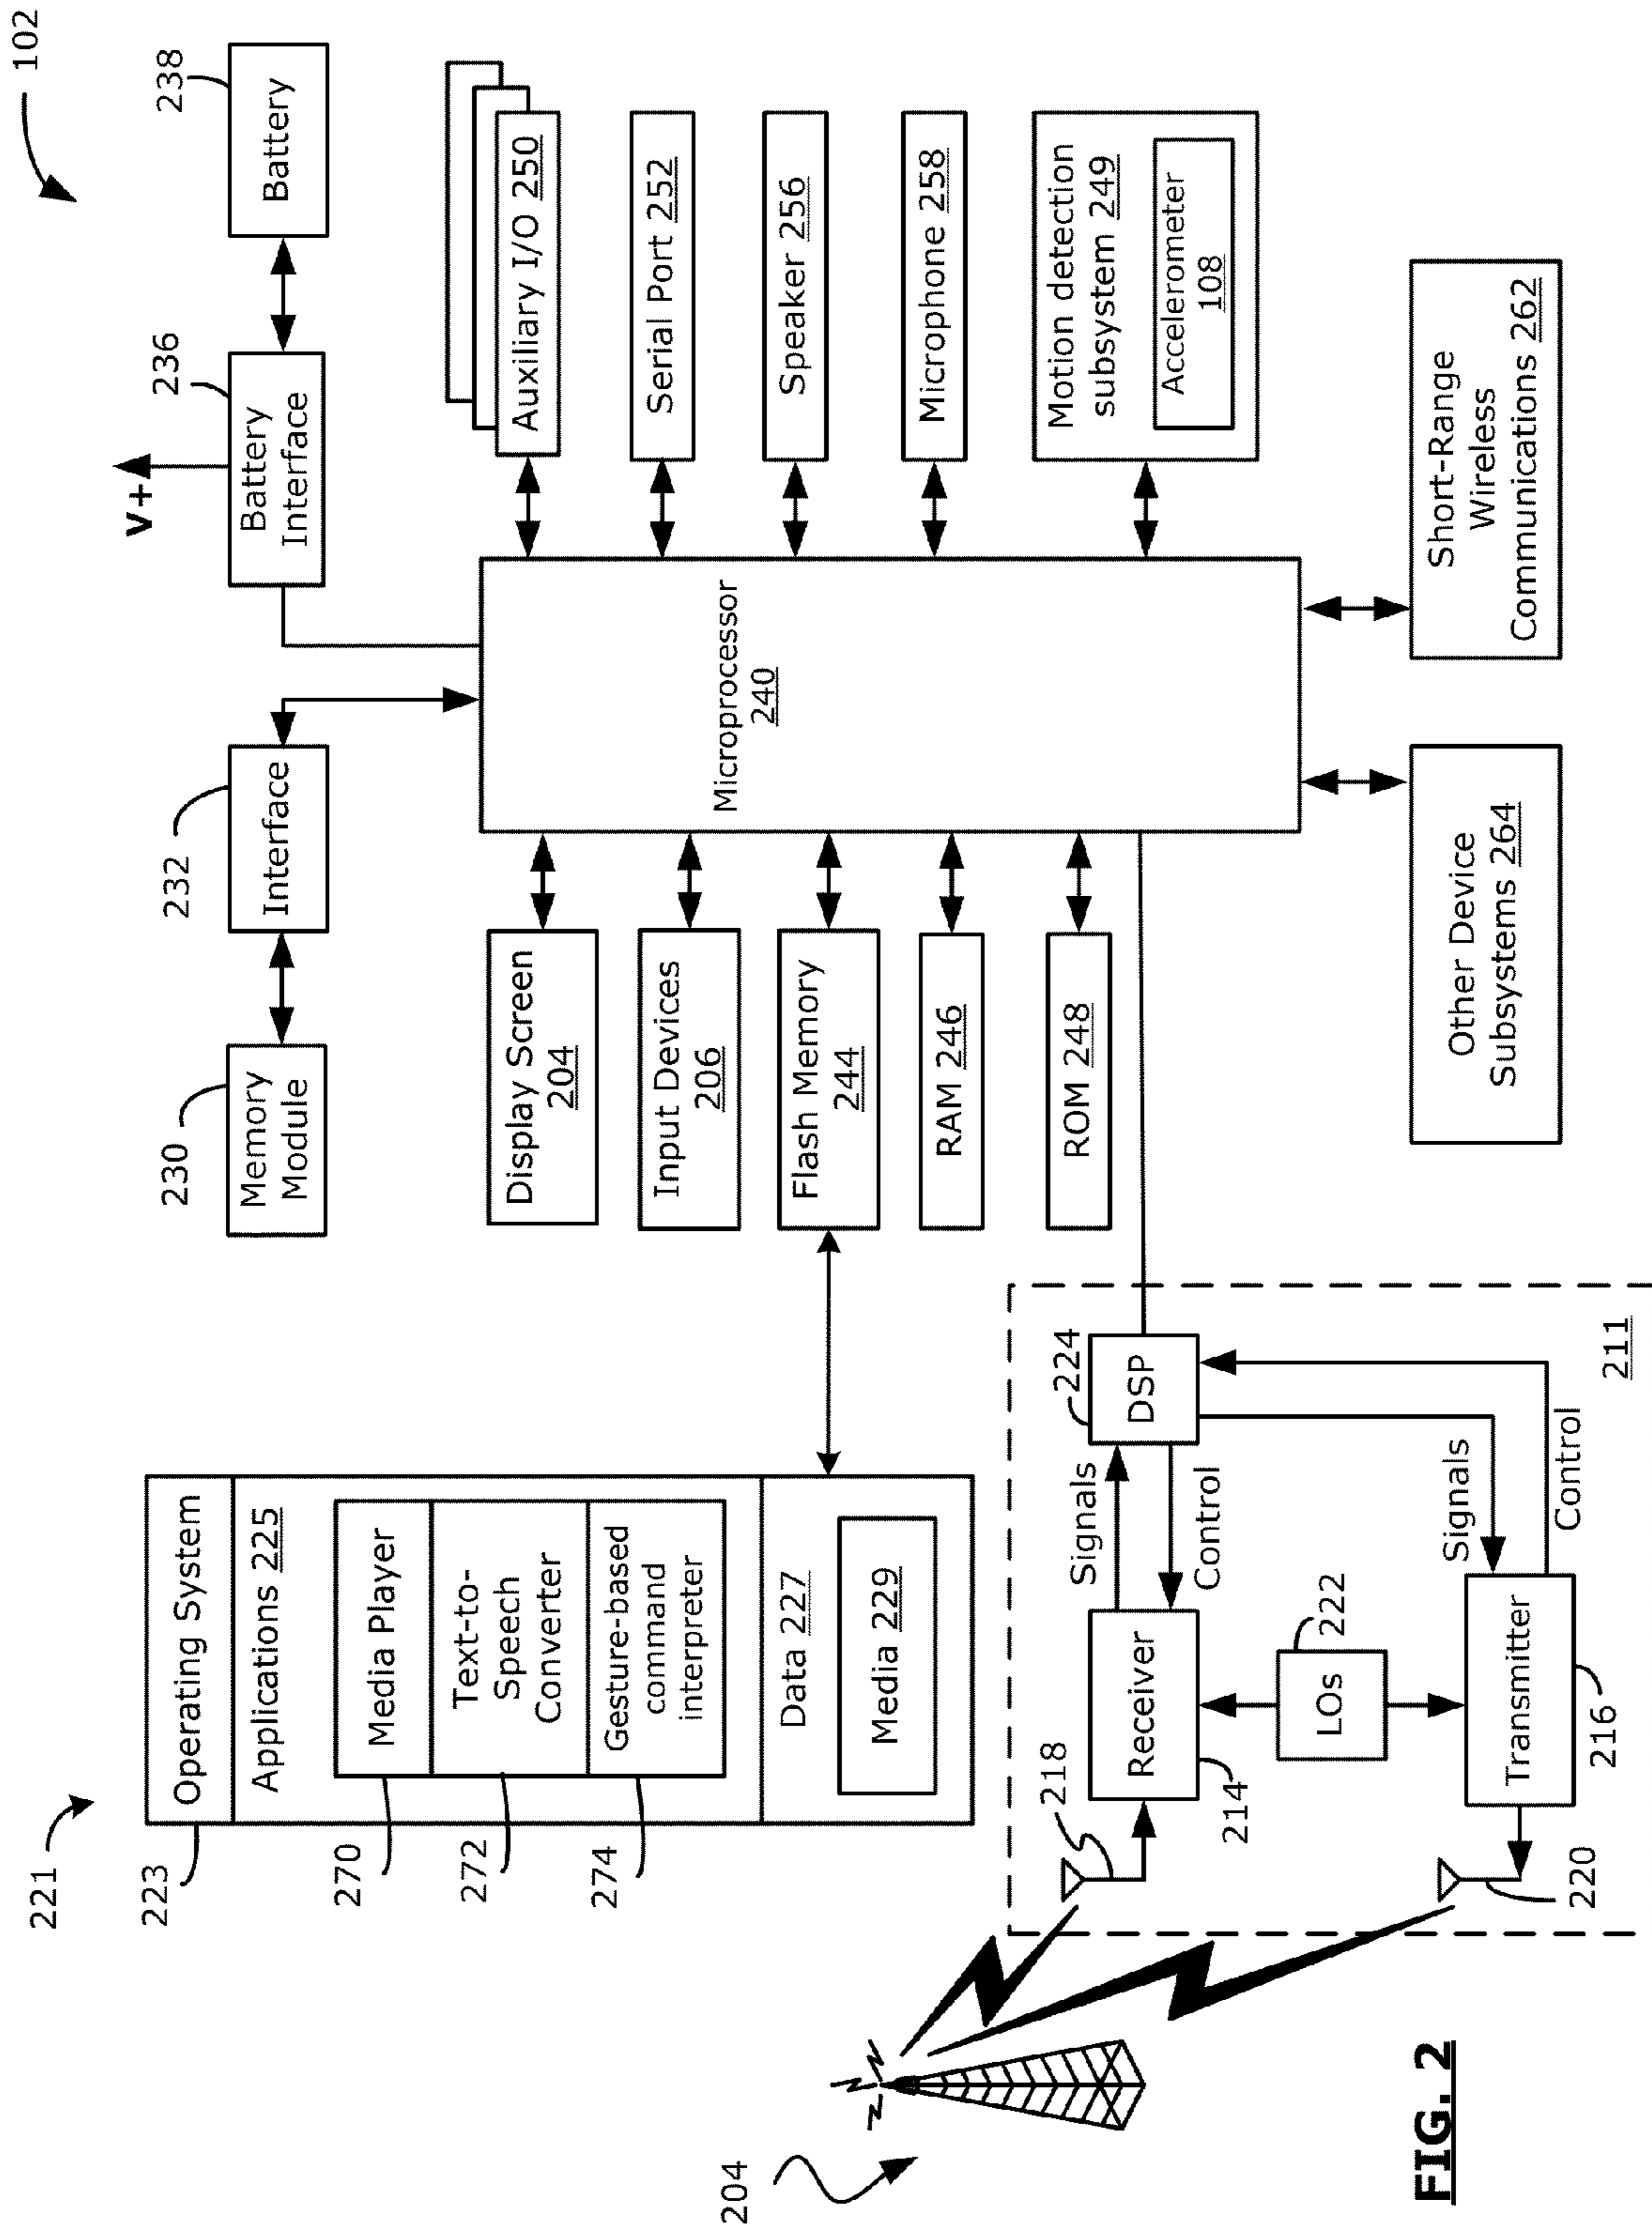 102
221
223
Operating System
Applications 225
270
Media Player
272
Text-to-
Speech
Converter
274
Gesture-based
command
interpreter
Data 227
Media 229
230
Memory
Module
232
Interface
V+
236
Battery
Interface
238
Battery
Display Screen
204
Input Devices
206
Flash Memory
244
RAM 246
ROM 248
Microprocessor
240
Auxiliary I/O 250
Serial Port 252
Speaker 256
Microphone 258
Motion detection
subsystem 249
Accelerometer
108
Short-Range
Wireless
Communications 262
Other Device
Subsystems 264
204
218
Receiver
214
Signals
Control
224
DSP
LOs
222
Signals
Control
Transmitter
216
220
211
FIG. 2